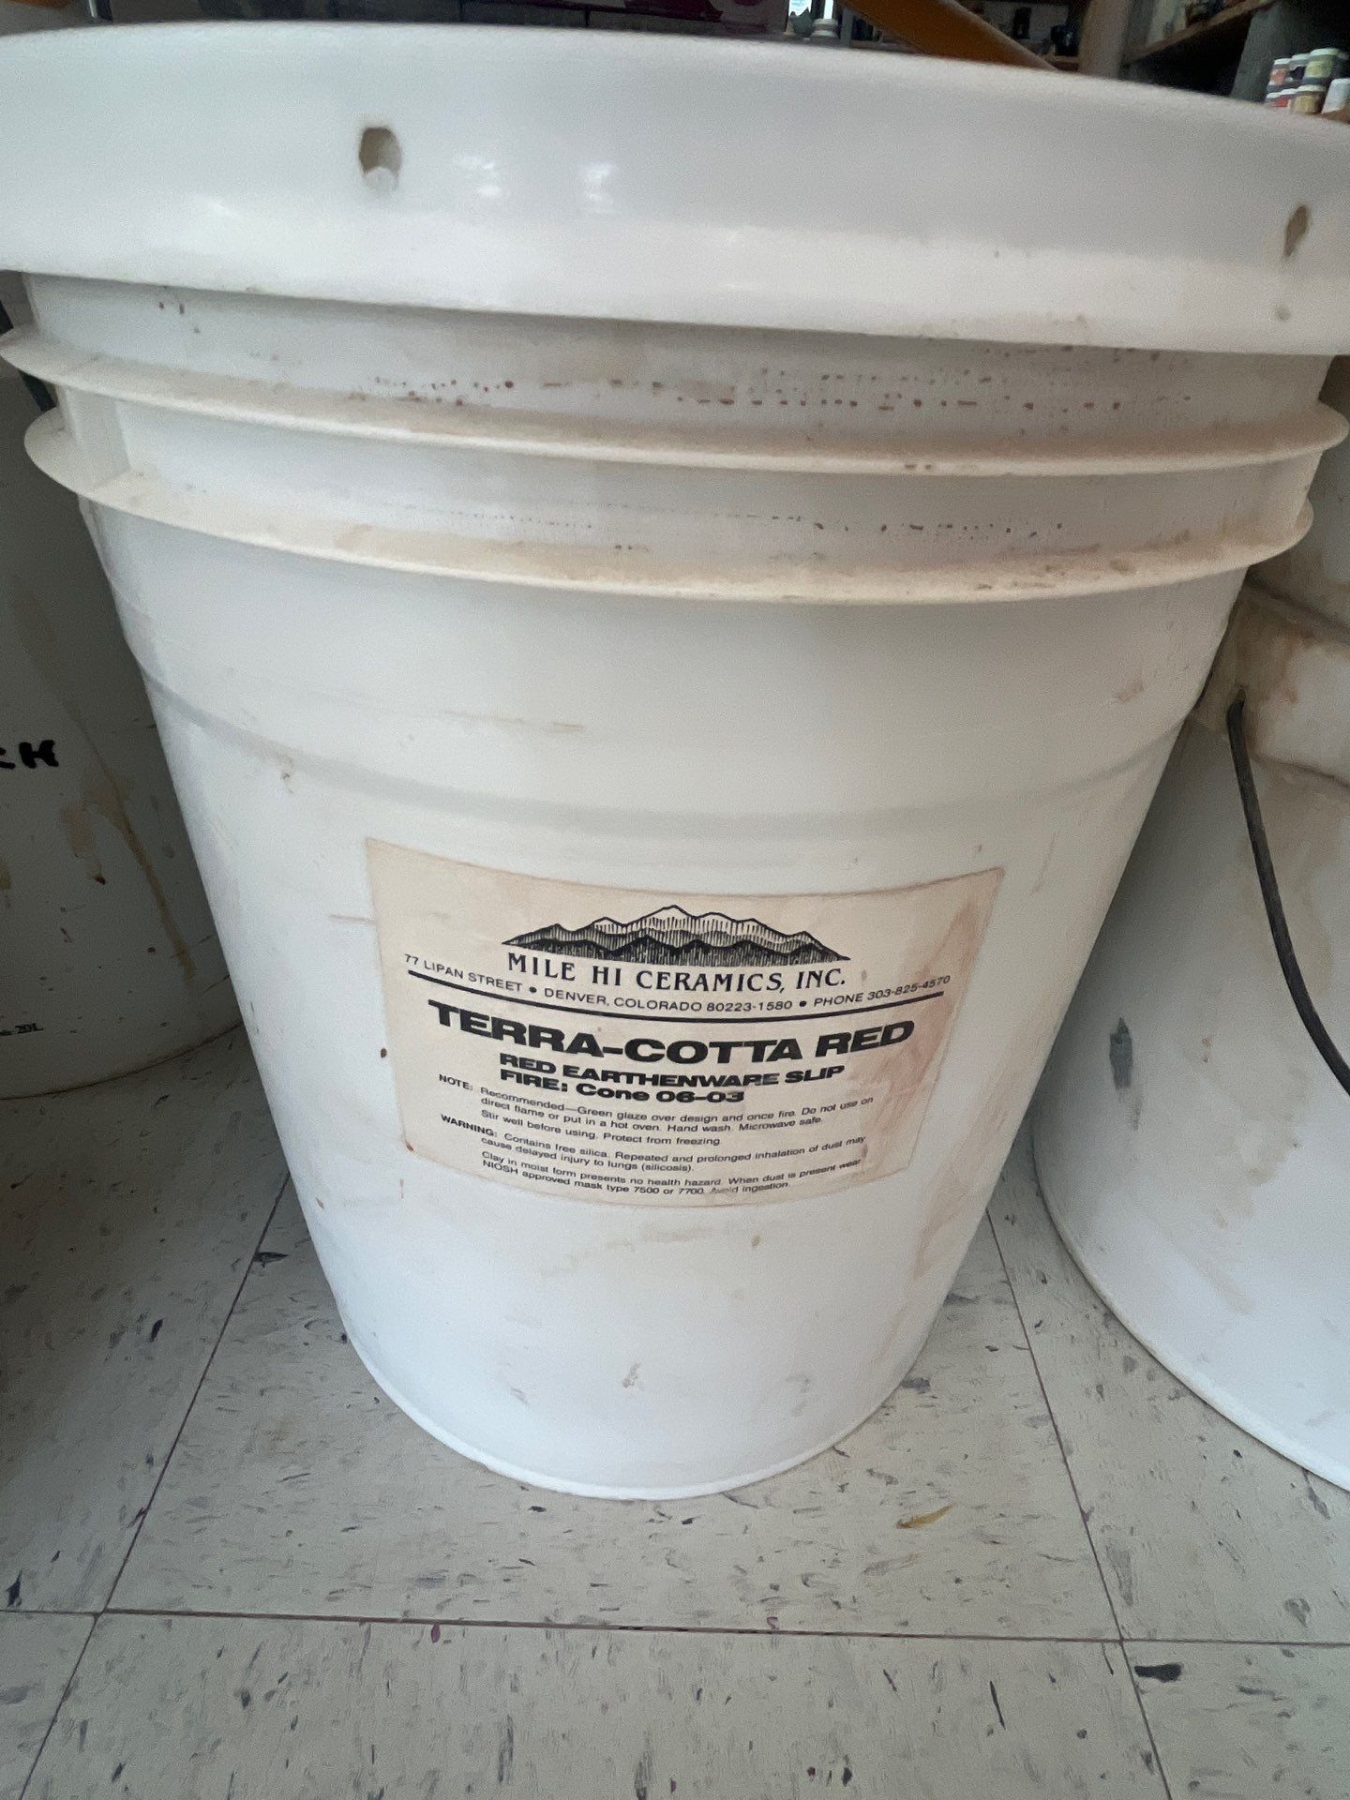 MILE HI CERAMICS, INC.
77 LIPAN STREET • DENVER, COLORADO 80223-1580 • PHONE 303-825-4570
TERRA-COTTA RED
RED EARTHENWARE SLIP
FIRE: Cone 06-03
NOTE: Recommended—Green glaze over design and once fire. Do not use on
direct flame or put in a hot oven. Hand wash. Microwave safe.
Stir well before using. Protect from freezing.
WARNING: Contains free silica. Repeated and prolonged inhalation of dust may
cause delayed injury to lungs (silicosis).
Clay in moist form presents no health hazard. When dust is present wear
NIOSH approved mask type 7500 or 7700. Avoid ingestion.